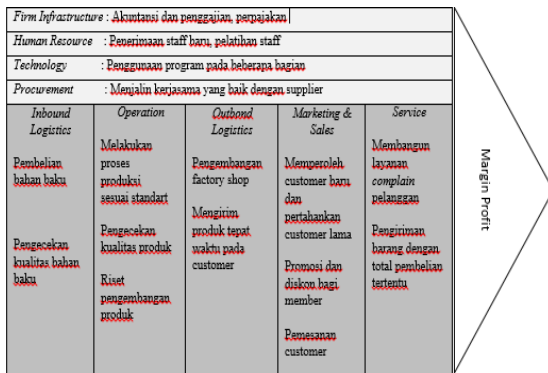 Firm Infrastructure : Akuntansi dan penggajian, perpajakan
Human Resource : Penerimaan staff baru, pelatihan staff
Technology : Penggunaan program pada beberapa bagian
Procurement : Menjalin kerjasama yang baik dengan supplier
Inbound
Logistics
Pembelian
bahan baku
Pengecekan
kualitas bahan
baku
Operation
Melakukan
proses
produksi
sesuai standart
Pengecekan
kualitas produk
Riset
pengembangan
produk
Outbond
Logistics
Pengembangan
factory shop
Mengirim
produk tepat
waktu pada
customer
Marketing &
Sales
Memperoleh
customer baru
dan
pertahankan
customer lama
Promosi dan
diskon bagi
member
Pemesanan
customer
Service
Membangun
layanan
complain
pelanggan
Pengiriman
barang dengan
total pembelian
tertentu
Margin Profit